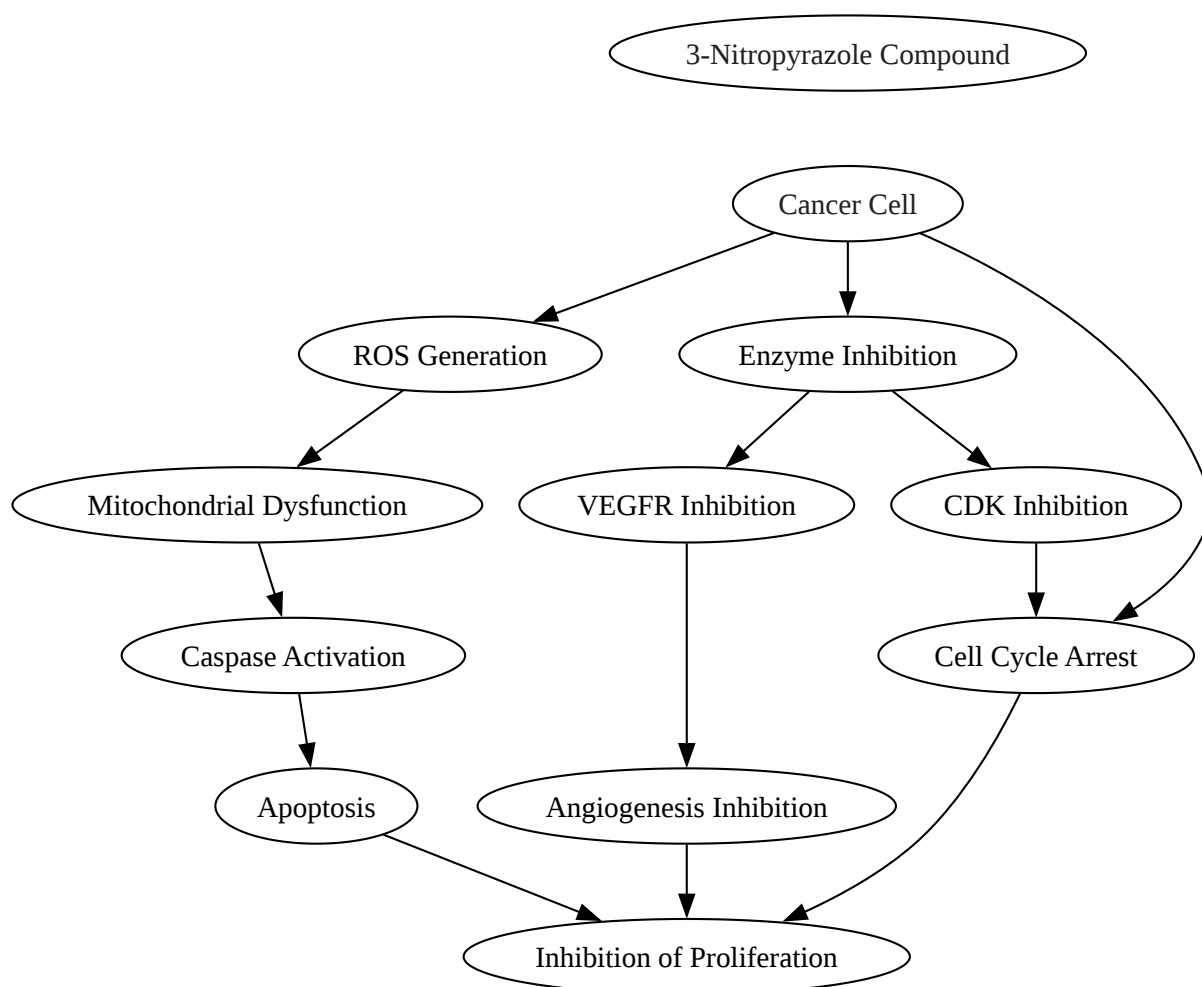 3-Nitropyrazole Compound
Cancer Cell
ROS Generation
Enzyme Inhibition
Mitochondrial Dysfunction
VEGFR Inhibition
CDK Inhibition
Caspase Activation
Cell Cycle Arrest
Apoptosis
Angiogenesis Inhibition
Inhibition of Proliferation